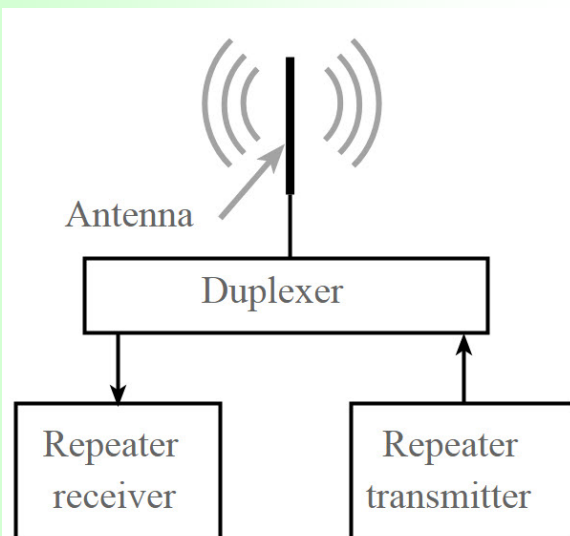 Antenna
Duplexer
Repeater
receiver
Repeater
transmitter